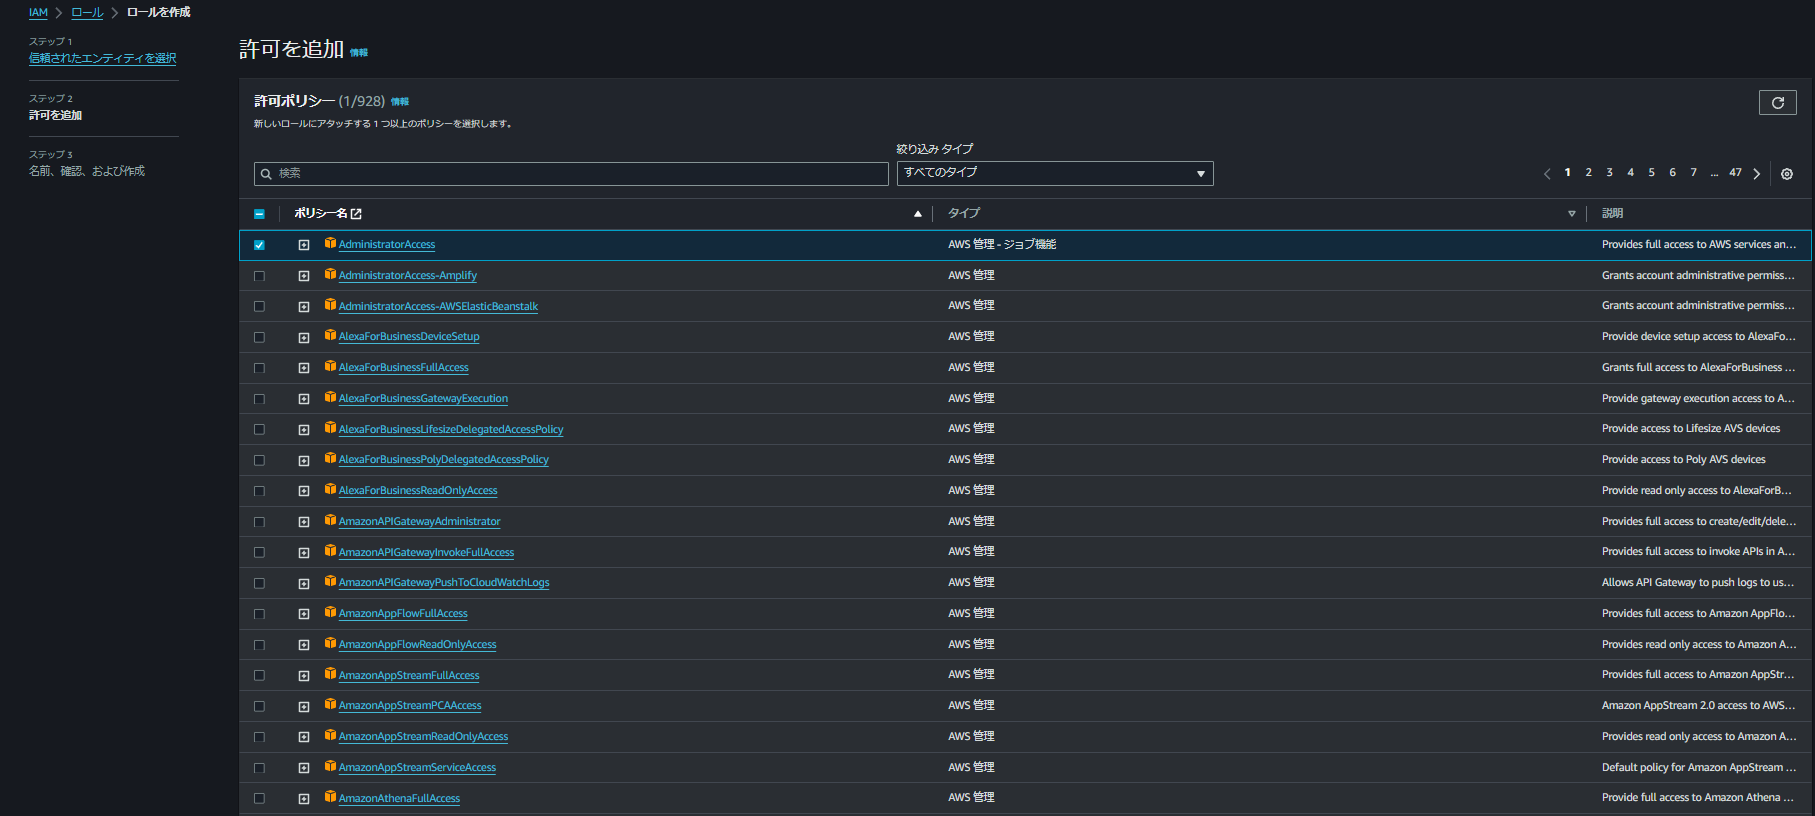 IAM > ロール > ロールを作成
ステップ 1
信頼されたエンティティを選択
ステップ 2
許可を追加
ステップ 3
名前、確認、および作成
許可を追加 情報
許可ポリシー (1/928) 情報
新しいロールにアタッチする 1 つ以上のポリシーを選択します。
絞り込み タイプ
検索
すべてのタイプ
1 2 3 4 5 6 7 ... 47
ポリシー名 タイプ 説明
AdministratorAccess AWS 管理 - ジョブ機能 Provides full access to AWS services an...
AdministratorAccess-Amplify AWS 管理 Grants account administrative permiss...
AdministratorAccess-AWSElasticBeanstalk AWS 管理 Grants account administrative permiss...
AlexaForBusinessDeviceSetup AWS 管理 Provide device setup access to AlexaFo...
AlexaForBusinessFullAccess AWS 管理 Grants full access to AlexaForBusiness ...
AlexaForBusinessGatewayExecution AWS 管理 Provide gateway execution access to A...
AlexaForBusinessLifesizeDelegatedAccessPolicy AWS 管理 Provide access to Lifesize AVS devices
AlexaForBusinessPolyDelegatedAccessPolicy AWS 管理 Provide access to Poly AVS devices
AlexaForBusinessReadOnlyAccess AWS 管理 Provide read only access to AlexaForB...
AmazonAPIGatewayAdministrator AWS 管理 Provides full access to create/edit/dele...
AmazonAPIGatewayInvokeFullAccess AWS 管理 Provides full access to invoke APIs in A...
AmazonAPIGatewayPushToCloudWatchLogs AWS 管理 Allows API Gateway to push logs to us...
AmazonAppFlowFullAccess AWS 管理 Provides full access to Amazon AppFlo...
AmazonAppFlowReadOnlyAccess AWS 管理 Provides read only access to Amazon A...
AmazonAppStreamFullAccess AWS 管理 Provides full access to Amazon AppStr...
AmazonAppStreamPCAAccess AWS 管理 Amazon AppStream 2.0 access to AWS...
AmazonAppStreamReadOnlyAccess AWS 管理 Provides read only access to Amazon A...
AmazonAppStreamServiceAccess AWS 管理 Default policy for Amazon AppStream ...
AmazonAthenaFullAccess AWS 管理 Provide full access to Amazon Athena ...